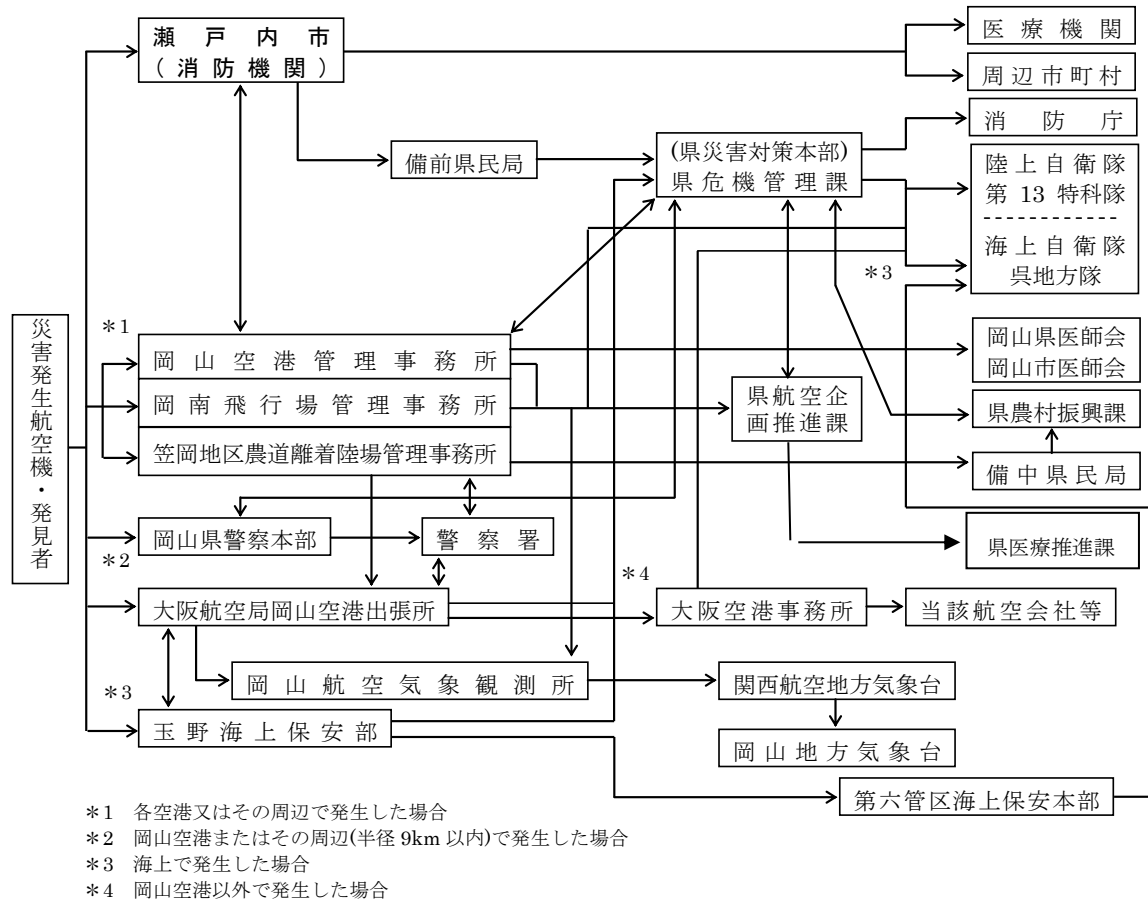 瀬戸内市
(消防機関)
医療機関
周辺市町村
消防庁
備前県民局
(県災害対策本部)
県危機管理課
陸上自衛隊
第 13 特科隊
------------
海上自衛隊
呉地方隊
*3
災害発生航空機・発見者
*1
岡山空港管理事務所
岡南飛行場管理事務所
笠岡地区農道離着陸場管理事務所
岡山県医師会
岡山市医師会
県航空企
画推進課
県農村振興課
備中県民局
岡山県警察本部
警察署
県医療推進課
*2
*4
大阪航空局岡山空港出張所
大阪空港事務所
当該航空会社等
岡山航空気象観測所
関西航空地方気象台
*3
玉野海上保安部
岡山地方気象台
第六管区海上保安本部
*1 各空港又はその周辺で発生した場合
*2 岡山空港またはその周辺(半径 9km 以内)で発生した場合
*3 海上で発生した場合
*4 岡山空港以外で発生した場合